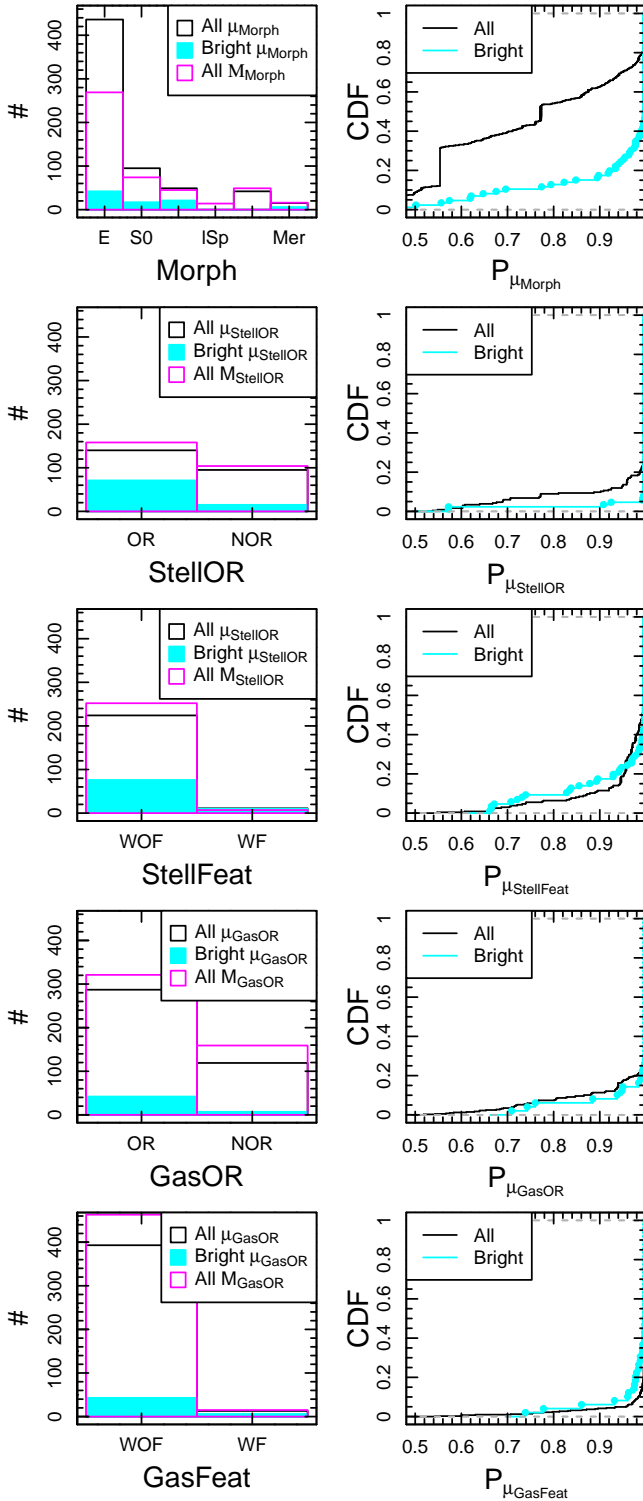 #
0 100 200 300 400
E S0 ISp Mer
Morph
All μMorph
Bright μMorph
All MMorph
CDF
0 0.2 0.4 0.6 0.8 1
0.5 0.6 0.7 0.8 0.9
PμMorph
All
Bright
#
0 100 200 300 400
OR NOR
StellOR
All μStellOR
Bright μStellOR
All MStellOR
CDF
0 0.2 0.4 0.6 0.8 1
0.5 0.6 0.7 0.8 0.9
PμStellOR
All
Bright
#
0 100 200 300 400
WOF WF
StellFeat
All μStellOR
Bright μStellOR
All MStellOR
CDF
0 0.2 0.4 0.6 0.8 1
0.5 0.6 0.7 0.8 0.9
PμStellFeat
All
Bright
#
0 100 200 300 400
OR NOR
GasOR
All μGasOR
Bright μGasOR
All MGasOR
CDF
0 0.2 0.4 0.6 0.8 1
0.5 0.6 0.7 0.8 0.9
PμGasOR
All
Bright
#
0 100 200 300 400
WOF WF
GasFeat
All μGasOR
Bright μGasOR
All MGasOR
CDF
0 0.2 0.4 0.6 0.8 1
0.5 0.6 0.7 0.8 0.9
PμGasFeat
All
Bright